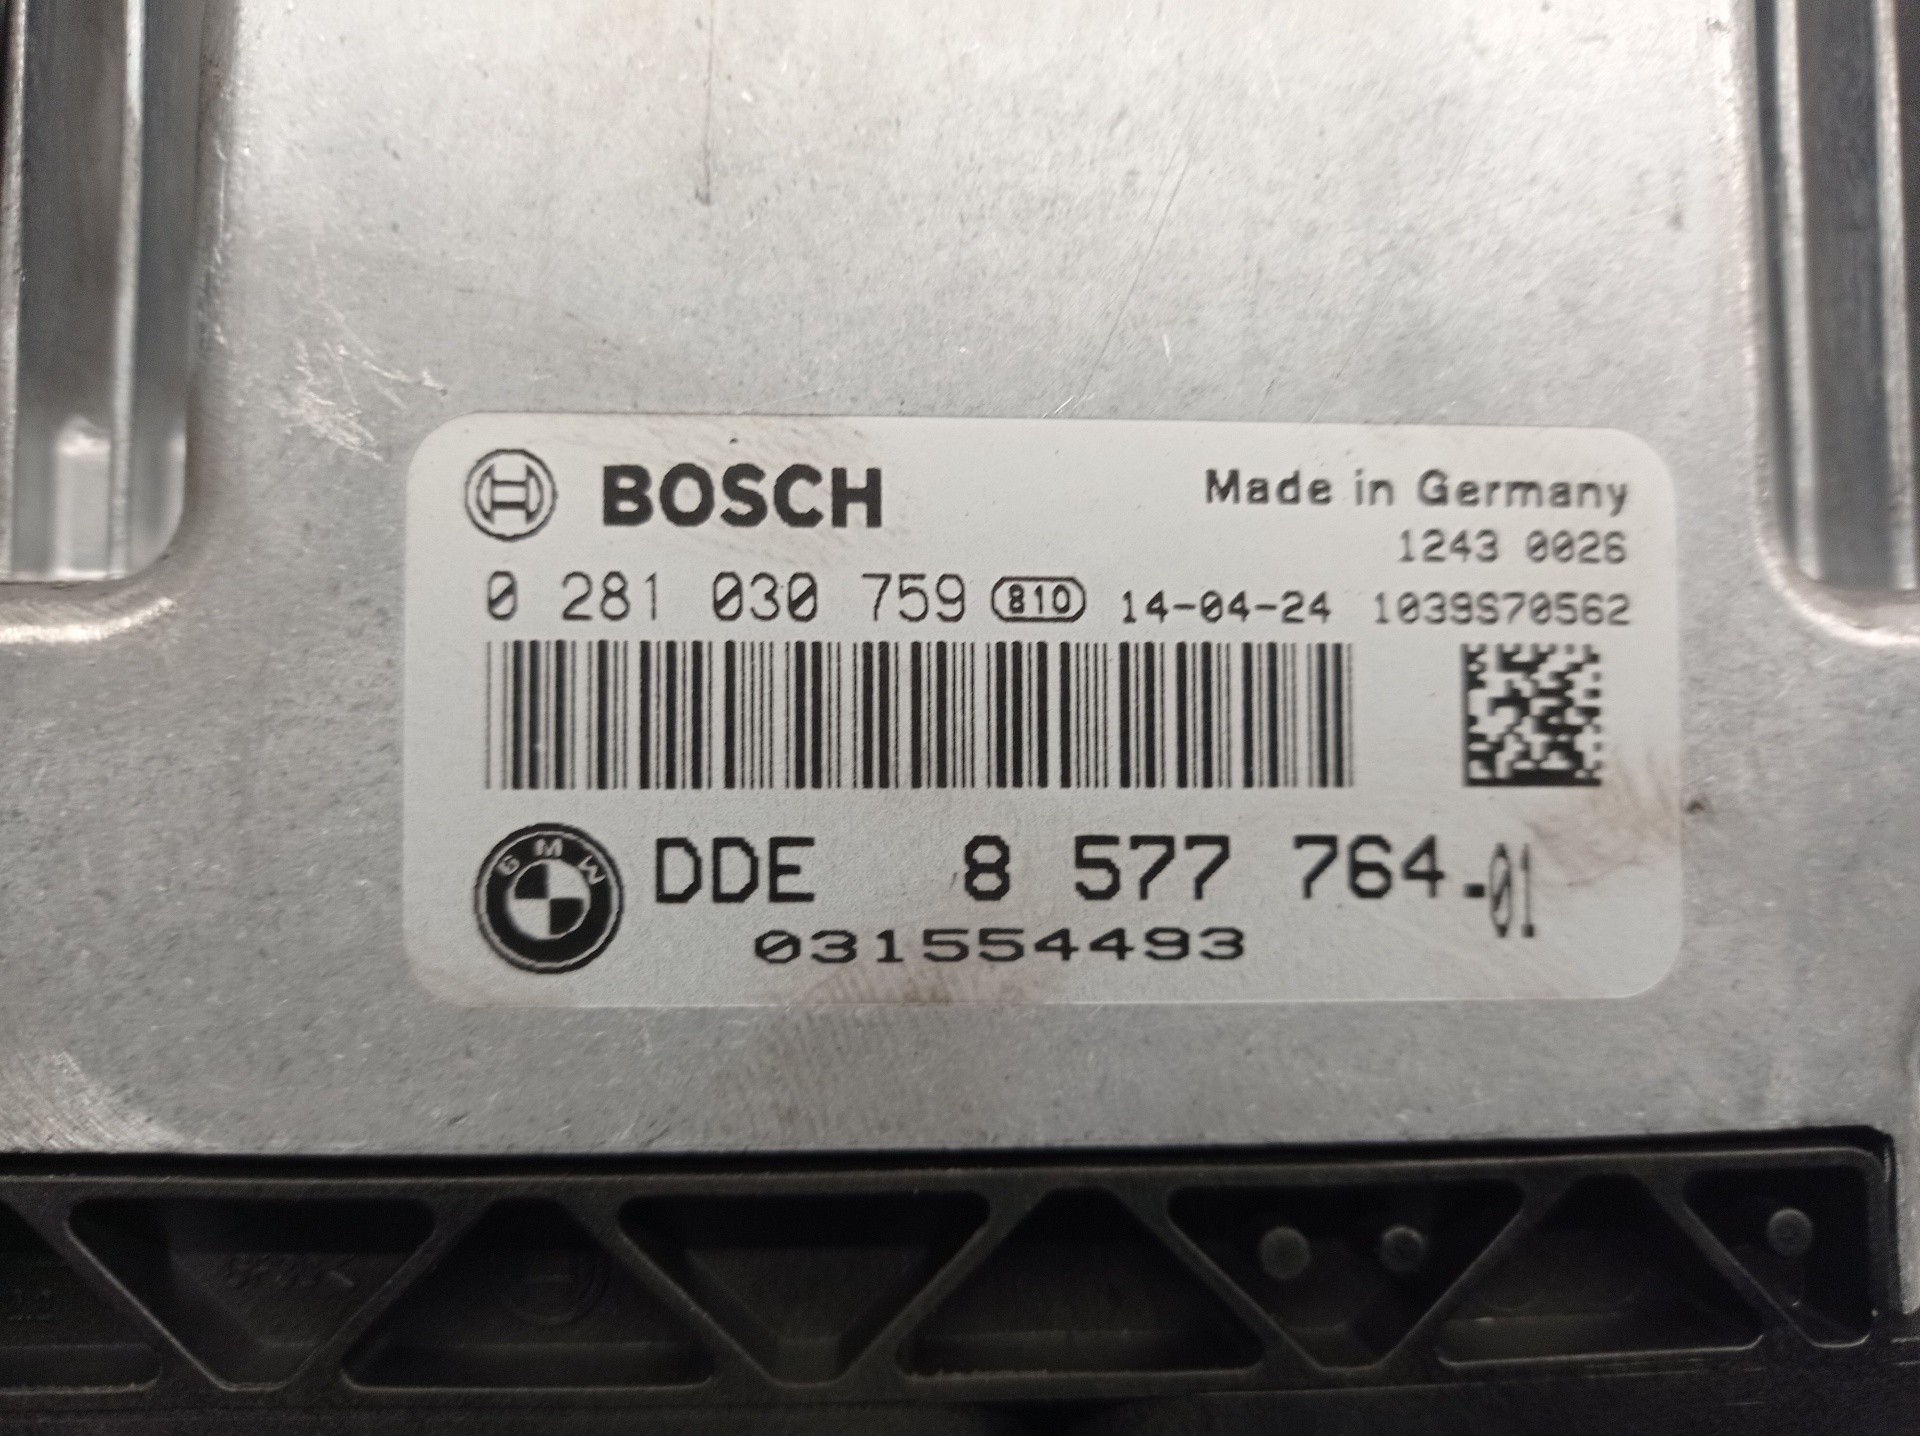 BOSCH
Made in Germany
1243 0026
0 281 030 759 810 14-04-24 1039S70562
BMW DDE 8 577 764.01
031554493